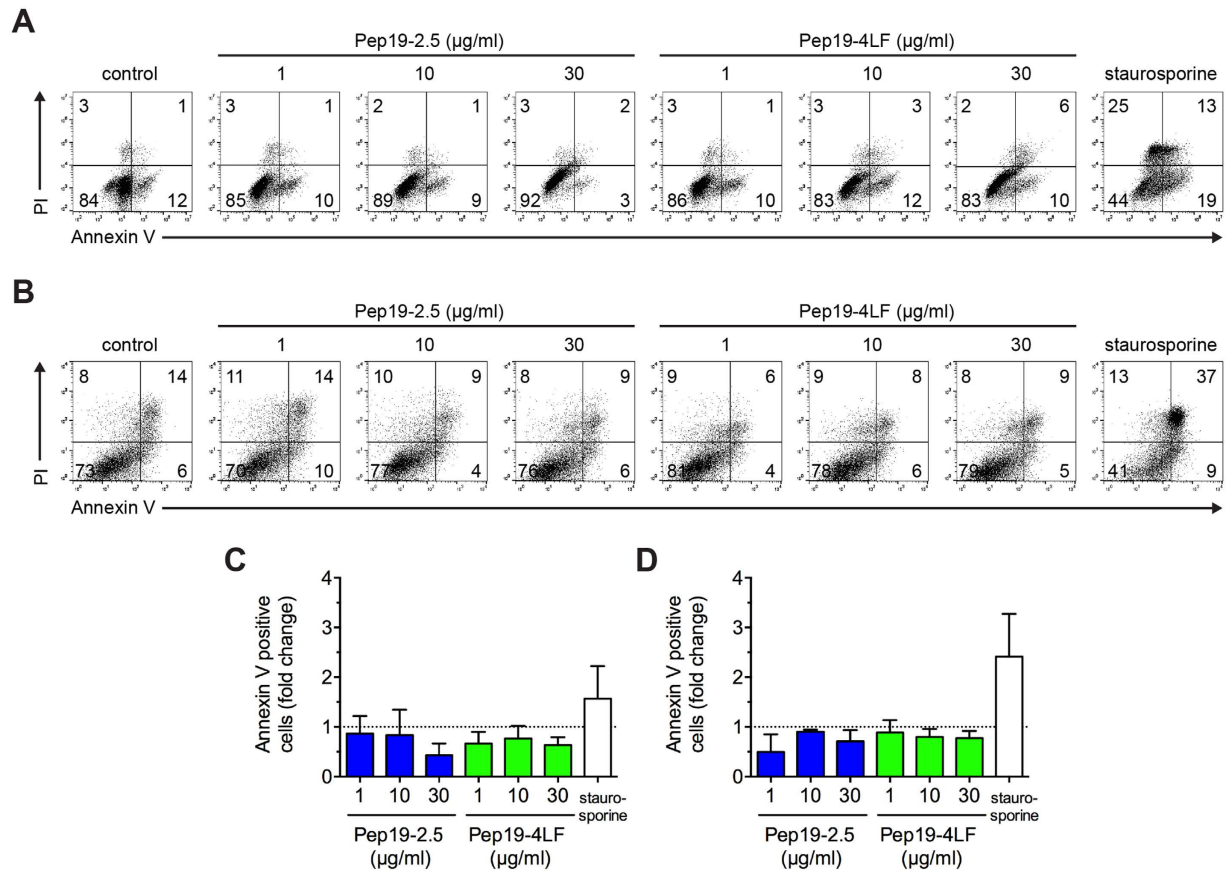 A
Pep19-2.5 (µg/ml)
Pep19-4LF (µg/ml)
control
1
10
30
1
10
30
staurosporine
3 1
3 1
2 1
3 2
3 1
3 3
2 6
25 13
84 12
85 10
89 9
92 3
86 10
83 12
83 10
44 19
PI
Annexin V
B
Pep19-2.5 (µg/ml)
Pep19-4LF (µg/ml)
control
1
10
30
1
10
30
staurosporine
8 14
11 14
10 9
8 9
9 6
9 8
8 9
13 37
73 6
70 10
77 4
76 6
81 4
78 6
79 5
41 9
PI
Annexin V
C
Annexin V positive
cells (fold change)
4
3
2
1
0
1 10 30 1 10 30 stauro-
sporine
Pep19-2.5
(µg/ml)
Pep19-4LF
(µg/ml)
D
Annexin V positive
cells (fold change)
4
3
2
1
0
1 10 30 1 10 30 stauro-
sporine
Pep19-2.5
(µg/ml)
Pep19-4LF
(µg/ml)